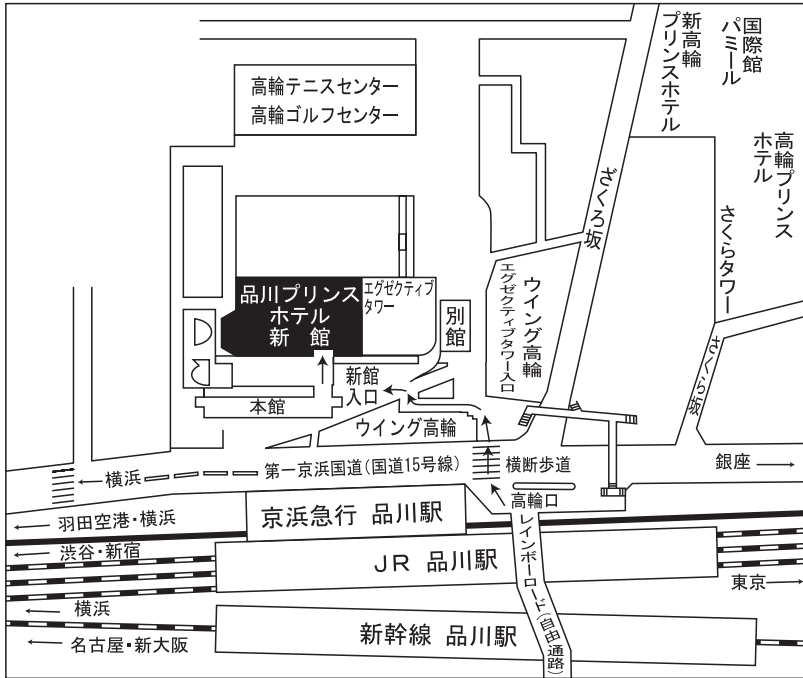 高輪テニスセンター
高輪ゴルフセンター
新高輪
プリンスホテル
国際館
パミール
高輪プリンス
ホテル
さくらタワー
ざくろ坂
ざくろ坂
品川プリンス
ホテル
新 館
エグゼクティブ
タワー
別館
ウイング高輪
エグゼクティブタワー入口
新館
入口
本館
ウイング高輪
横浜
第一京浜国道(国道15号線)
横断歩道
銀座
高輪口
羽田空港・横浜
京浜急行 品川駅
渋谷・新宿
JR 品川駅
レインボーロード(自由通路)
東京
横浜
新幹線 品川駅
名古屋・新大阪